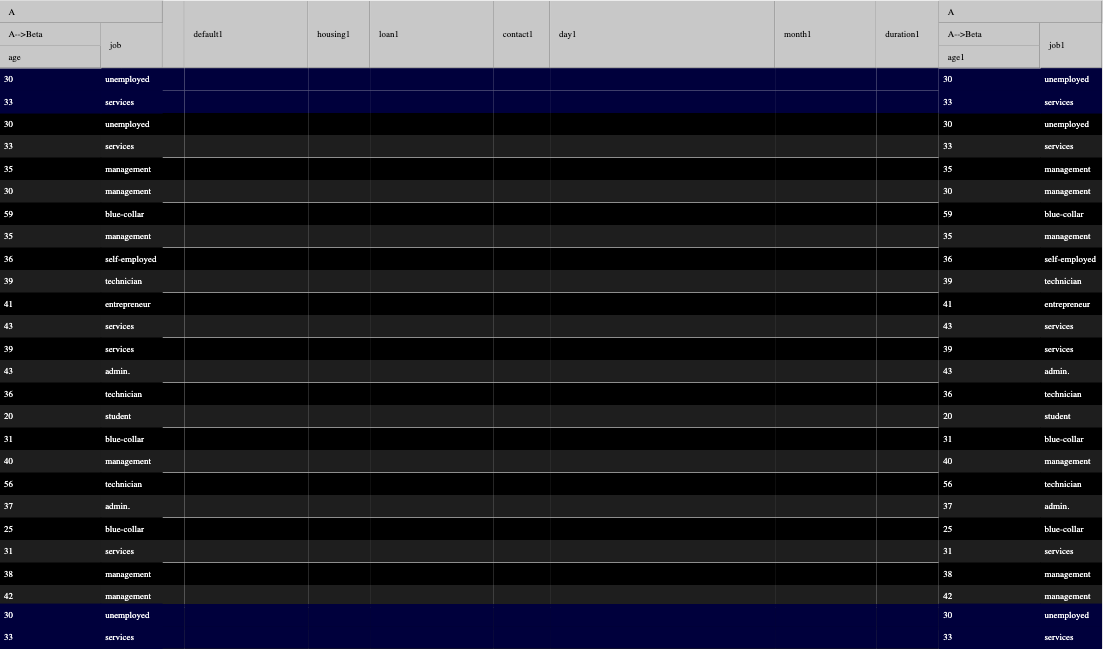 A A
A-->Beta job default1 housing1 loan1 contact1 day1 month1 duration1 A-->Beta job1
age age1
30 unemployed 30 unemployed
33 services 33 services
30 unemployed 30 unemployed
33 services 33 services
35 management 35 management
30 management 30 management
59 blue-collar 59 blue-collar
35 management 35 management
36 self-employed 36 self-employed
39 technician 39 technician
41 entrepreneur 41 entrepreneur
43 services 43 services
39 services 39 services
43 admin. 43 admin.
36 technician 36 technician
20 student 20 student
31 blue-collar 31 blue-collar
40 management 40 management
56 technician 56 technician
37 admin. 37 admin.
25 blue-collar 25 blue-collar
31 services 31 services
38 management 38 management
42 management 42 management
30 unemployed 30 unemployed
33 services 33 services